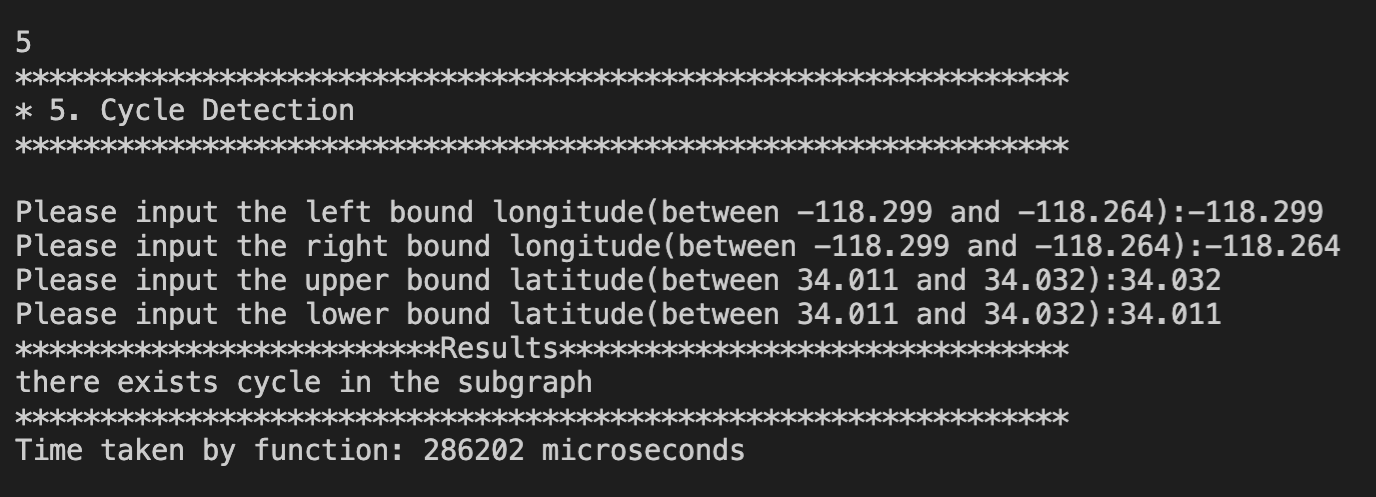 5
**************************************************************
* 5. Cycle Detection
**************************************************************
Please input the left bound longitude(between -118.299 and -118.264):-118.299
Please input the right bound longitude(between -118.299 and -118.264):-118.264
Please input the upper bound latitude(between 34.011 and 34.032):34.032
Please input the lower bound latitude(between 34.011 and 34.032):34.011
*************************Results******************************
there exists cycle in the subgraph
**************************************************************
Time taken by function: 286202 microseconds